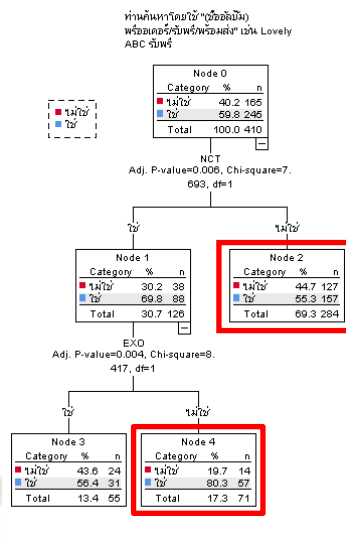 ท่านค้นหาโดยใช้ "(ชื่ออัลบั้ม)
พรีออเดอร์/รับพรี/พร้อมส่ง" เช่น Lovely
ABC รับพรี
Node 0
Category % n
ไม่ใช่ 40.2 165
ใช่ 59.8 245
Total 100.0 410
ไม่ใช่
ใช่
NCT
Adj. P-value=0.006, Chi-square=7.
693, df=1
ใช่ ไม่ใช่
Node 1
Category % n
ไม่ใช่ 30.2 38
ใช่ 69.8 88
Total 30.7 126
Node 2
Category % n
ไม่ใช่ 44.7 127
ใช่ 55.3 157
Total 69.3 284
EXO
Adj. P-value=0.004, Chi-square=8.
417, df=1
ใช่ ไม่ใช่
Node 3
Category % n
ไม่ใช่ 43.6 24
ใช่ 56.4 31
Total 13.4 55
Node 4
Category % n
ไม่ใช่ 19.7 14
ใช่ 80.3 57
Total 17.3 71